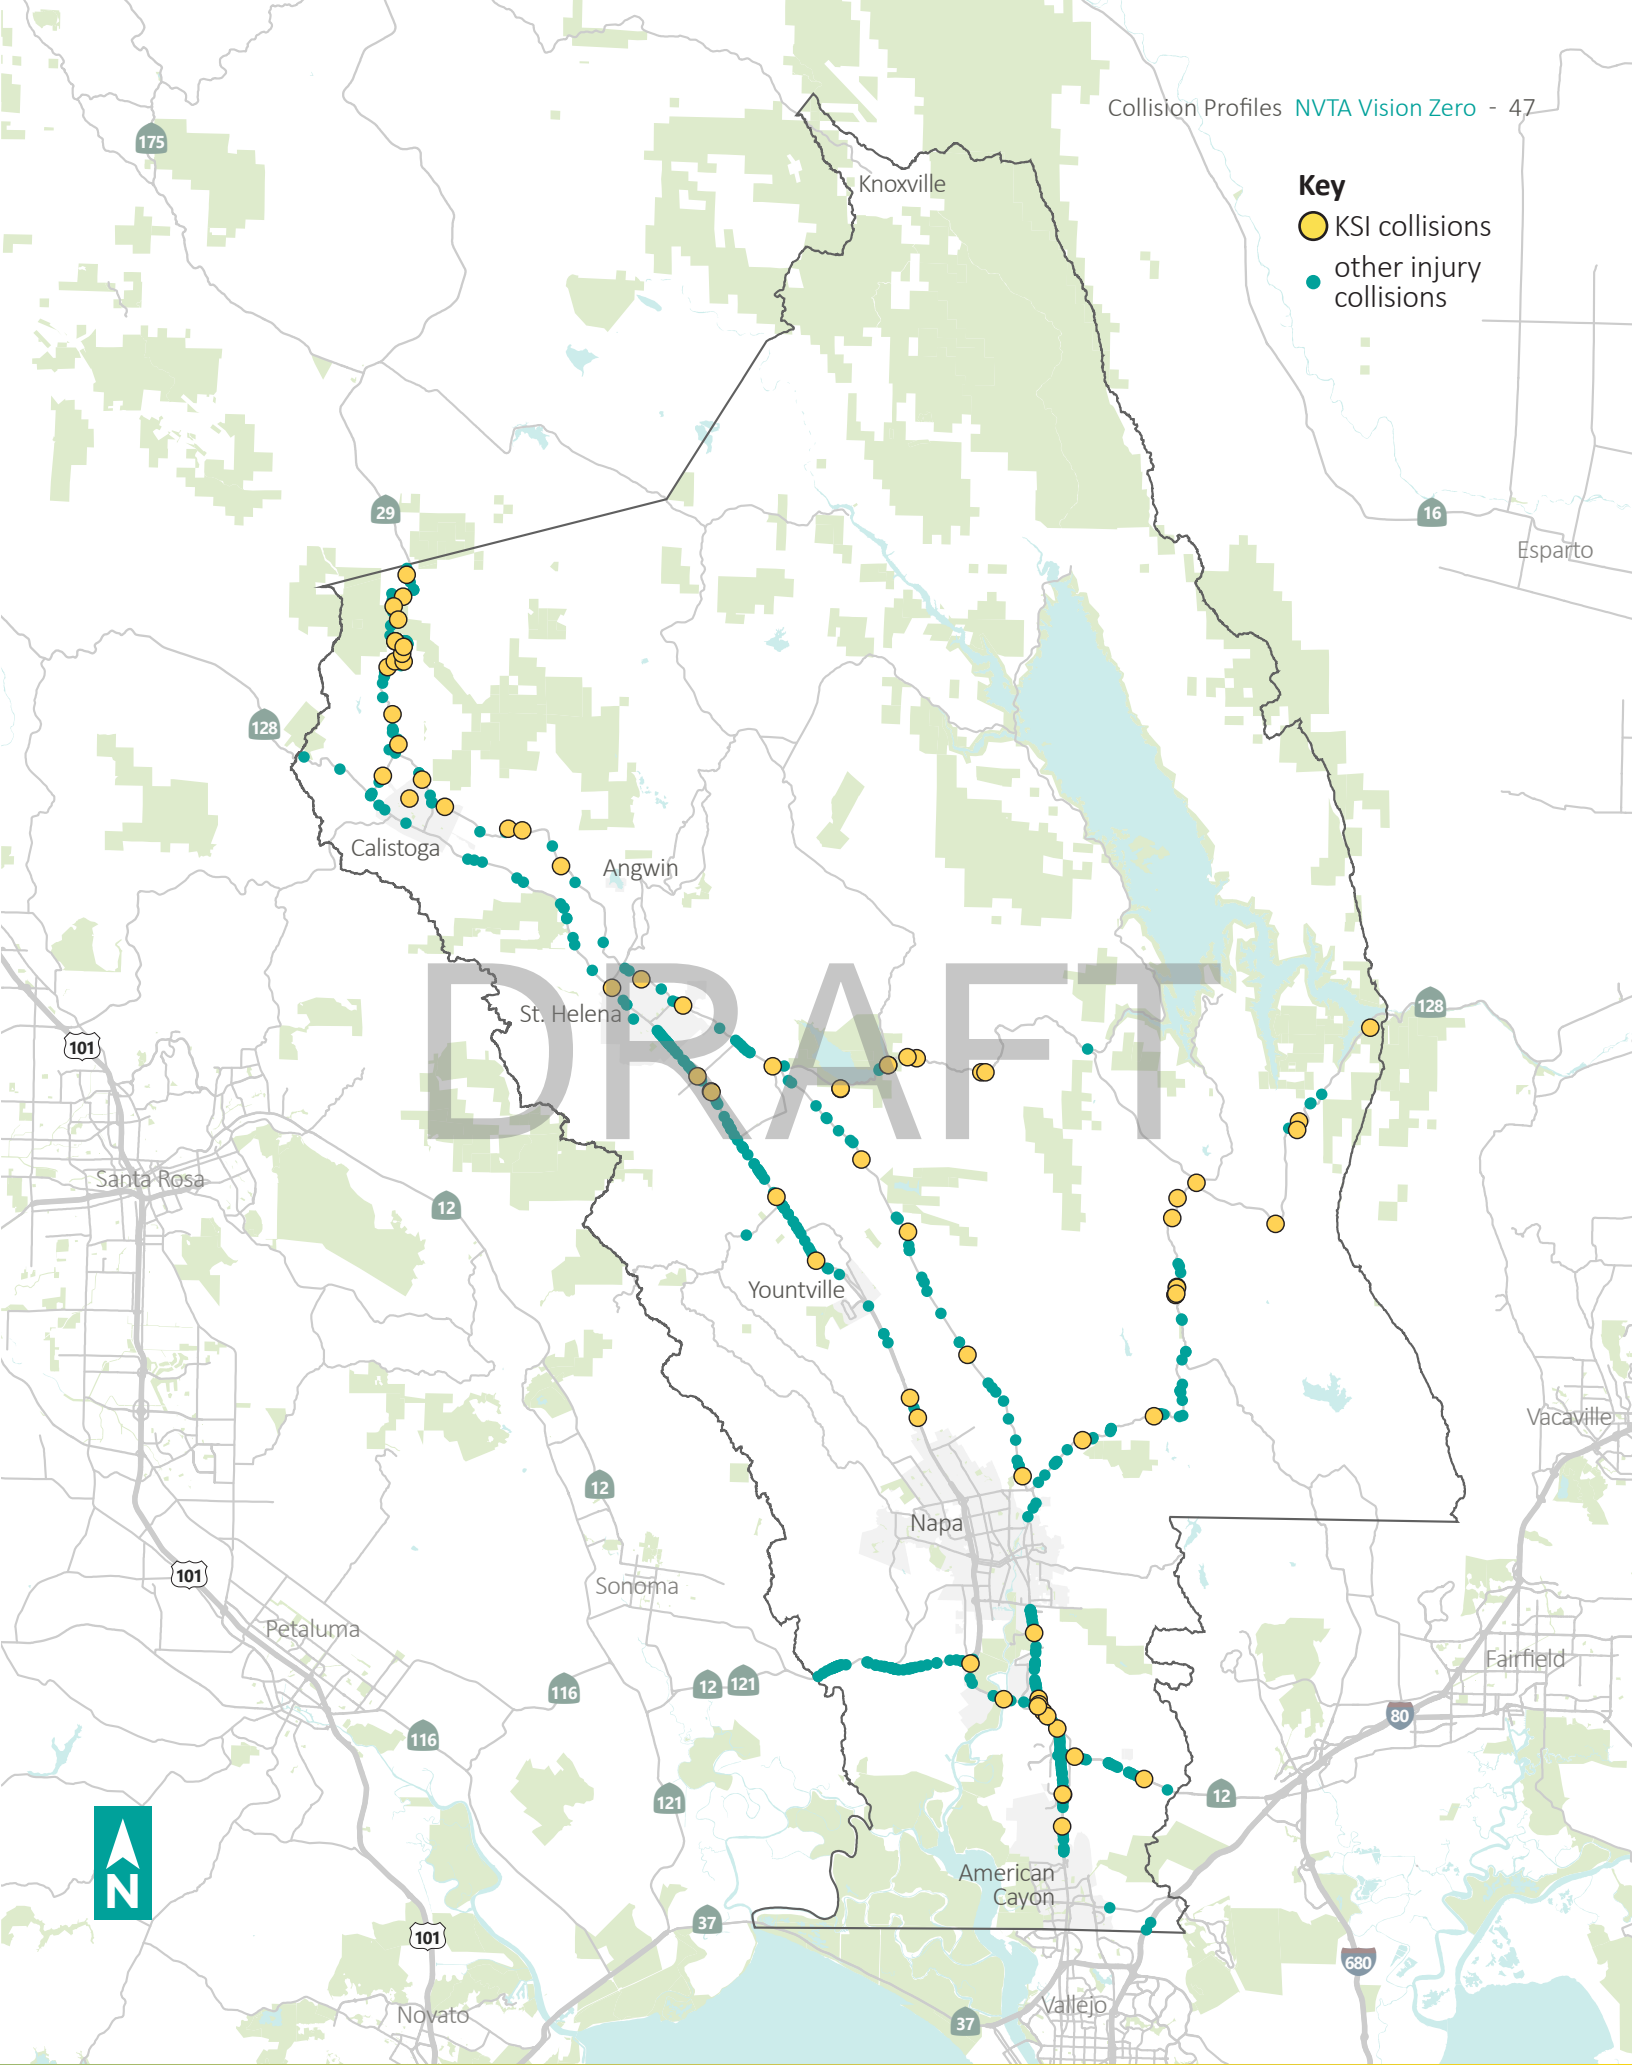 Collision Profiles NVTA Vision Zero - 47
175
Knoxville
Key
KSI collisions
other injury
collisions
29
16
Esparto
128
Calistoga
Angwin
DRAFT
St. Helena
128
101
Santa Rosa
12
Yountville
Vacaville
12
Napa
101
Sonoma
Petaluma
Fairfield
116
12
121
80
116
121
12
N
American
Cayon
37
101
680
Vallejo
Novato
37